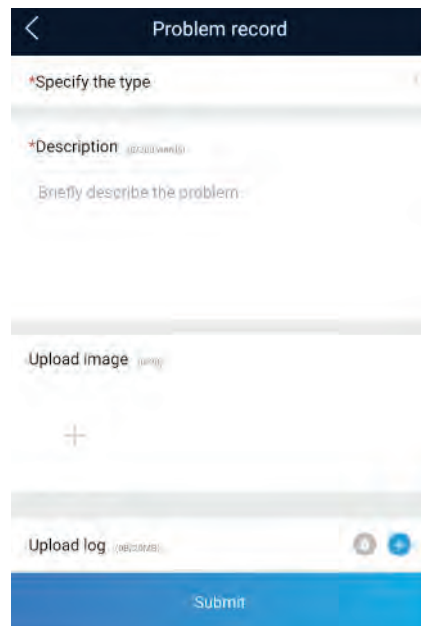 Problem record
*Specify the type
*Description
Briefly describe the problem
Upload image
Upload log
Submit